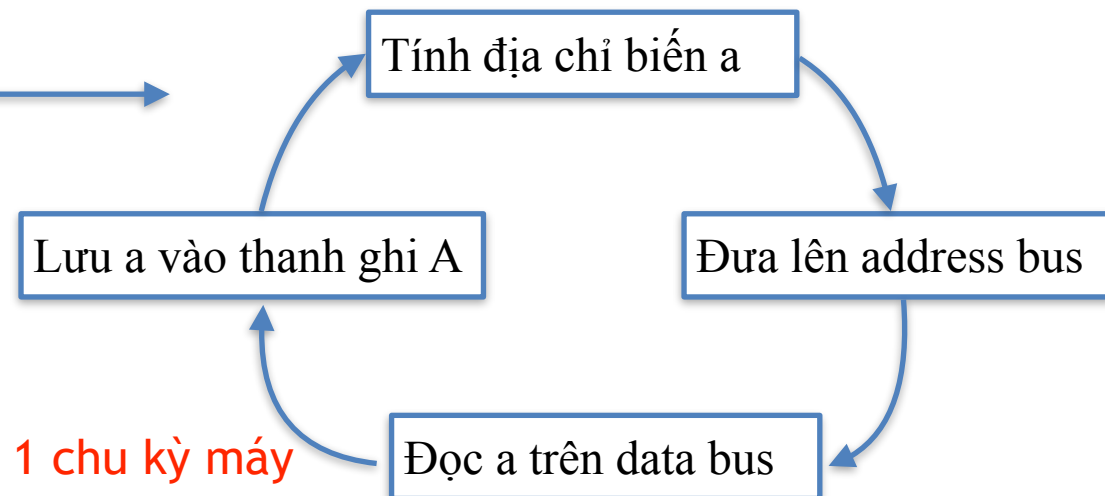 Tính địa chỉ biến a
Lưu a vào thanh ghi A
Đưa lên address bus
1 chu kỳ máy
Đọc a trên data bus